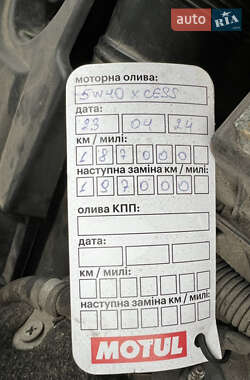 AUTO
RIA
моторна олива:
5W40 XCESS
дата:
23 04 24
км / милі:
187000
наступна заміна км / милі:
197000
олива КПП:
дата:
км / милі:
наступна заміна км / милі:
MOTUL